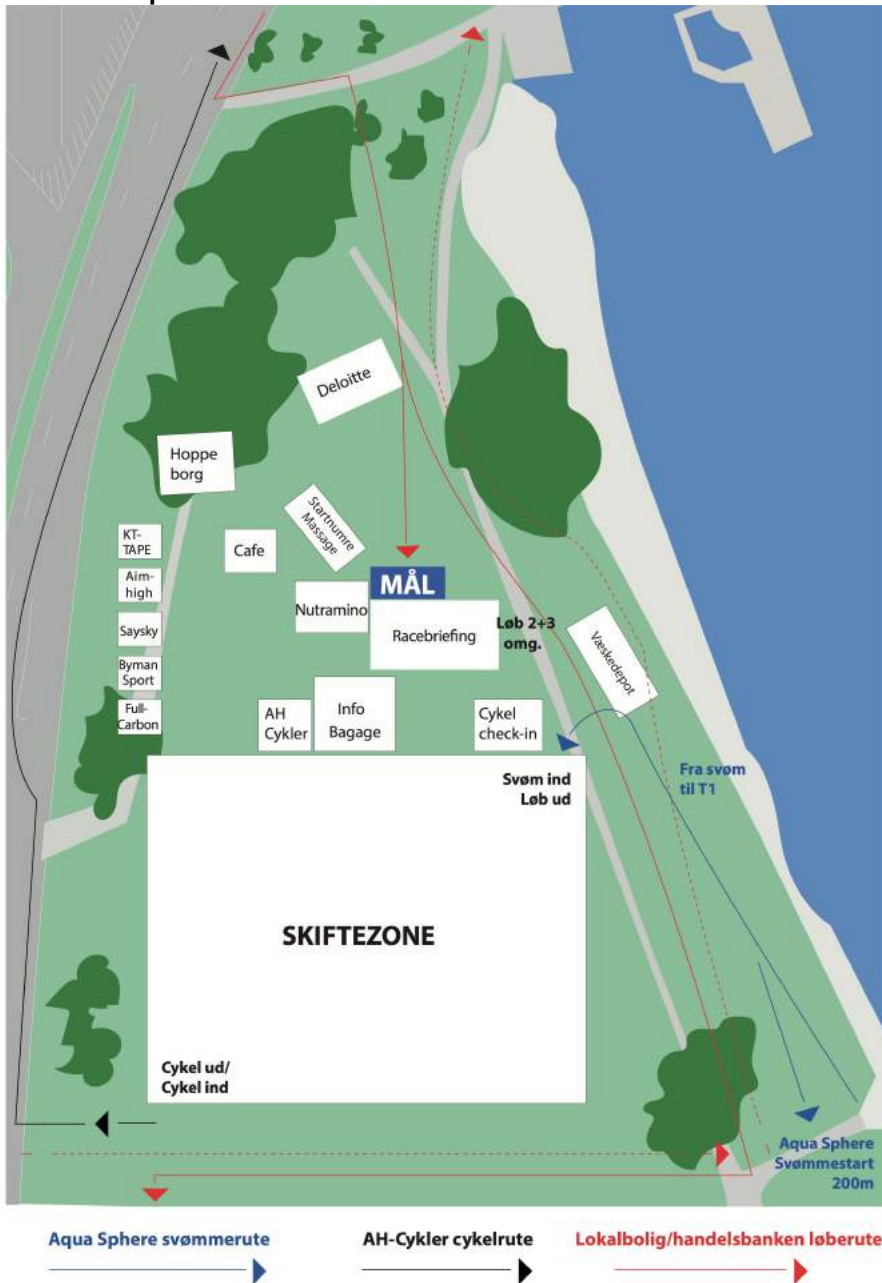 Deloitte
Hoppe
borg
Startnumre
Massage
KT-
TAPE
Cafe
Aim-
high
MÅL
Nutramino
Racebriefing
Løb 2+3
omg.
Væskedepot
Saysky
Byman
Sport
Full-
Carbon
AH
Cykler
Info
Bagage
Cykel
check-in
Fra svøm
til T1
Svøm ind
Løb ud
SKIFTEZONE
Cykel ud/
Cykel ind
Aqua Sphere
Svømmestart
200m
Aqua Sphere svømmerute
AH-Cykler cykelrute
Lokalbolig/handelsbanken løberute